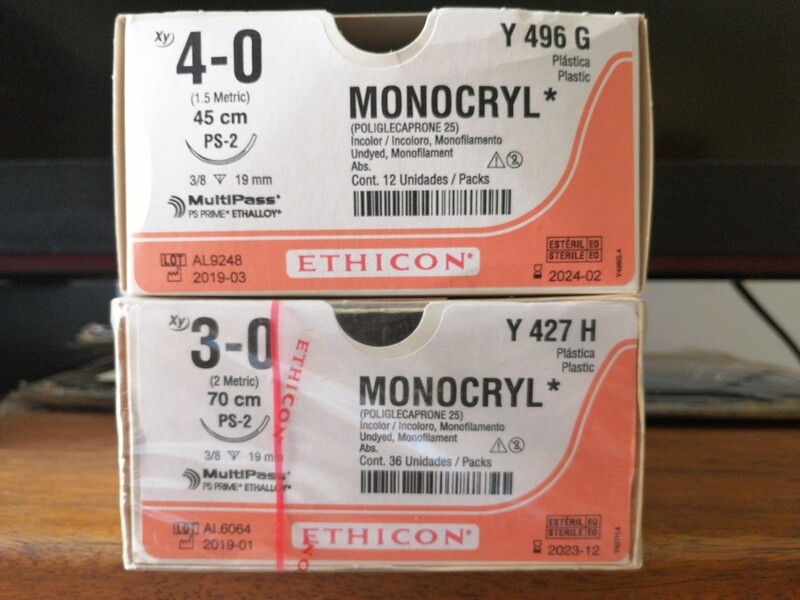 Xy
4-0
Y 496 G
Plástica
Plastic
(1.5 Metric)
45 cm
PS-2
MONOCRYL*
(POLIGLECAPRONE 25)
Incolor / Incoloro, Monofilamento
Undyed, Monofilament
Abs.
Cont. 12 Unidades / Packs
3/8 19 mm
MultiPass*
PS PRIME* ETHALLOY*
LOT AL9248
2019-03
ETHICON*
ESTÉRIL EO
STERILE EO
2024-02
Y496G.4
Xy
3-0
Y 427 H
Plástica
Plastic
(2 Metric)
70 cm
PS-2
MONOCRYL*
(POLIGLECAPRONE 25)
Incolor / Incoloro, Monofilamento
Undyed, Monofilament
Abs.
Cont. 36 Unidades / Packs
3/8 19 mm
MultiPass*
PS PRIME* ETHALLOY*
ETHICON
LOT AL6064
2019-01
ETHICON*
ESTÉRIL EO
STERILE EO
2023-12